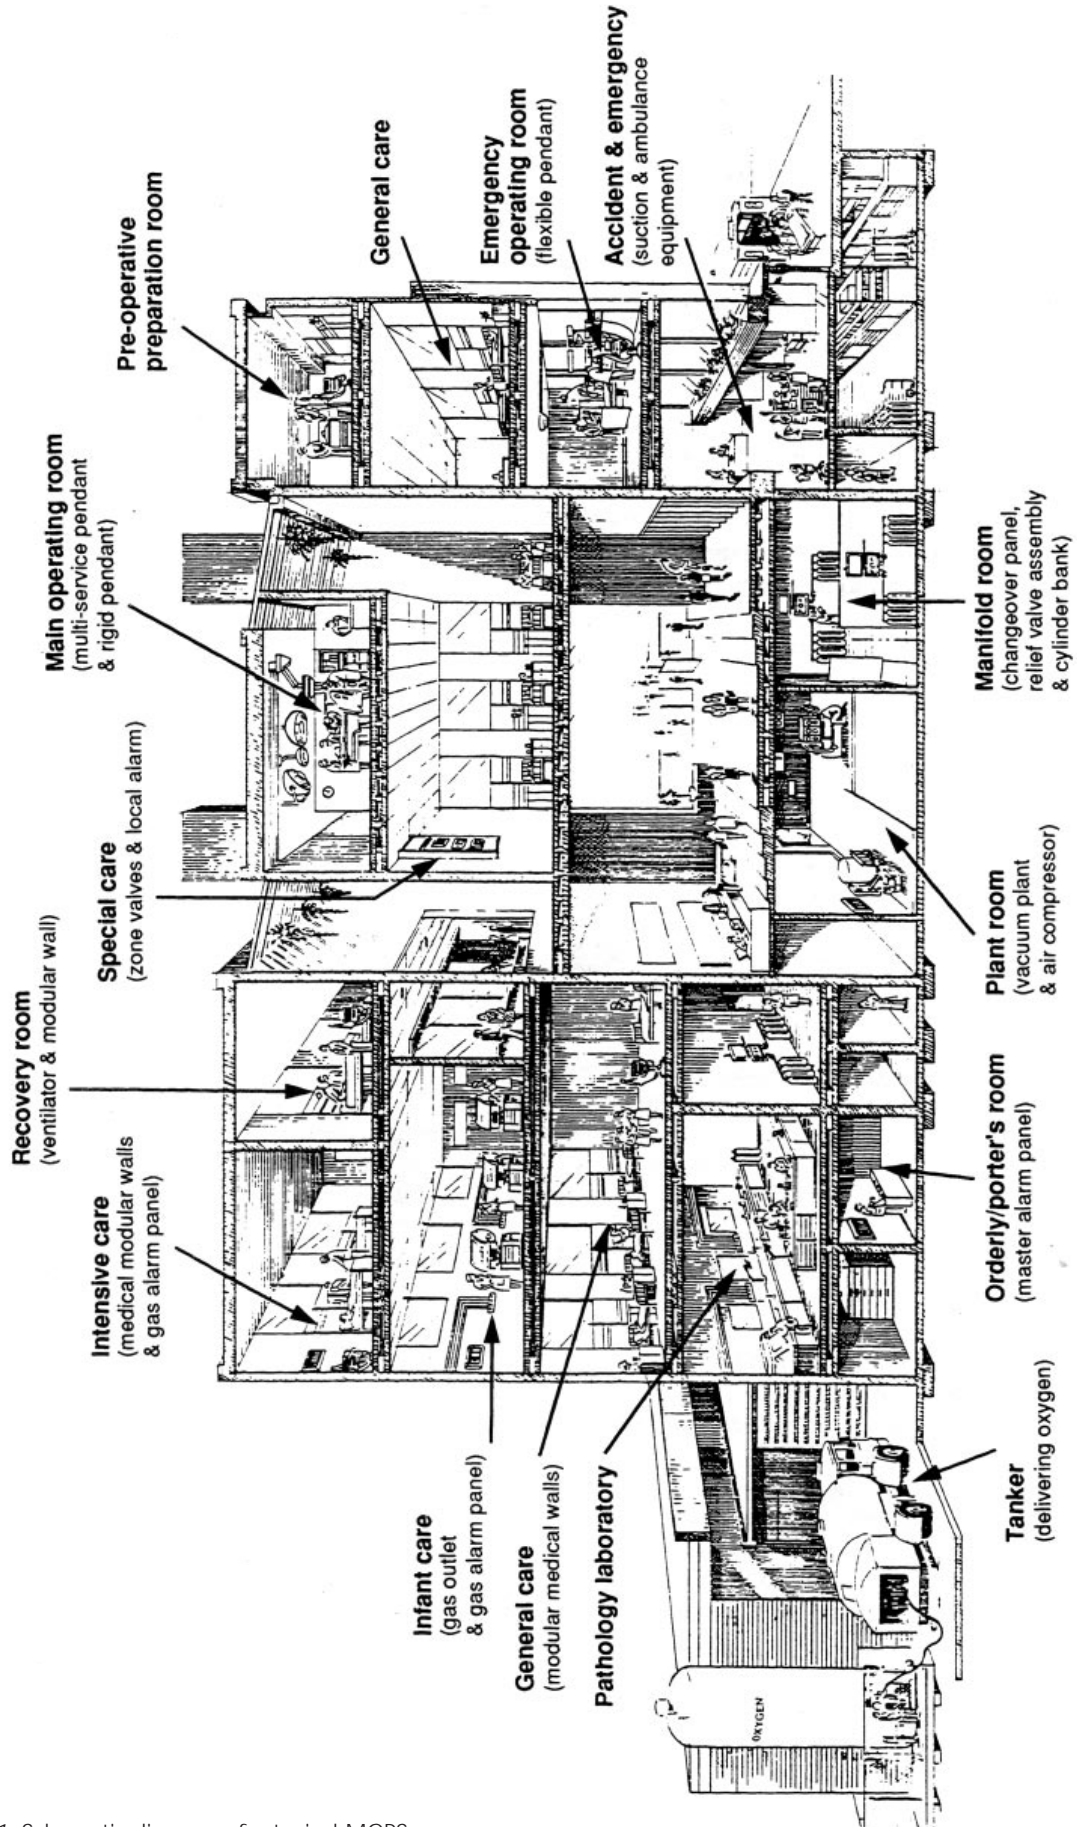 Recovery room
(ventilator & modular wall)
Intensive care
(medical modular walls
& gas alarm panel)
Special care
(zone valves & local alarm)
Main operating room
(multi-service pendant
& rigid pendant)
Pre-operative
preparation room
General care
Emergency
operating room
(flexible pendant)
Accident & emergency
(suction & ambulance
equipment)
Infant care
(gas outlet
& gas alarm panel)
General care
(modular medical walls)
Pathology laboratory
OXYGEN
Tanker
(delivering oxygen)
Orderly/porter's room
(master alarm panel)
Plant room
(vacuum plant
& air compressor)
Manifold room
(changeover panel,
relief valve assembly
& cylinder bank)